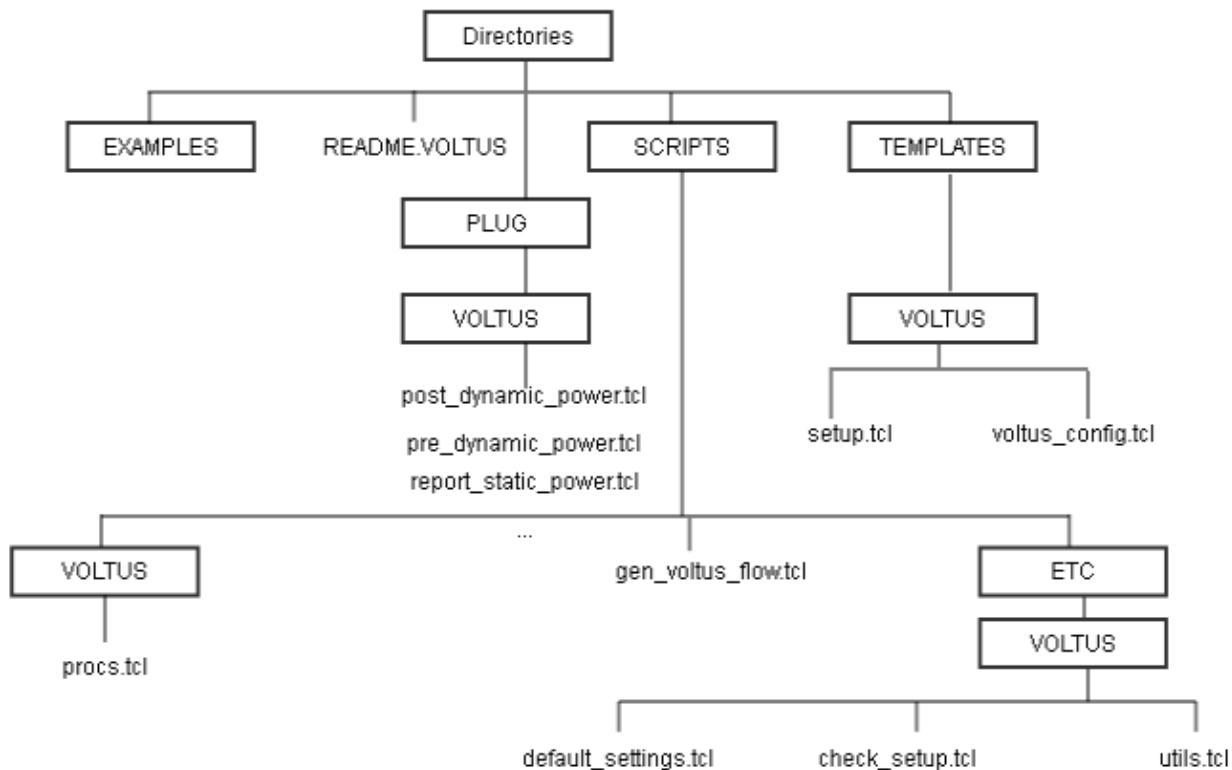 Directories
EXAMPLES
README.VOLTUS
SCRIPTS
TEMPLATES
PLUG
VOLTUS
VOLTUS
post_dynamic_power.tcl
setup.tcl
voltus_config.tcl
pre_dynamic_power.tcl
report_static_power.tcl
...
VOLTUS
gen_voltus_flow.tcl
ETC
VOLTUS
procs.tcl
default_settings.tcl
check_setup.tcl
utils.tcl